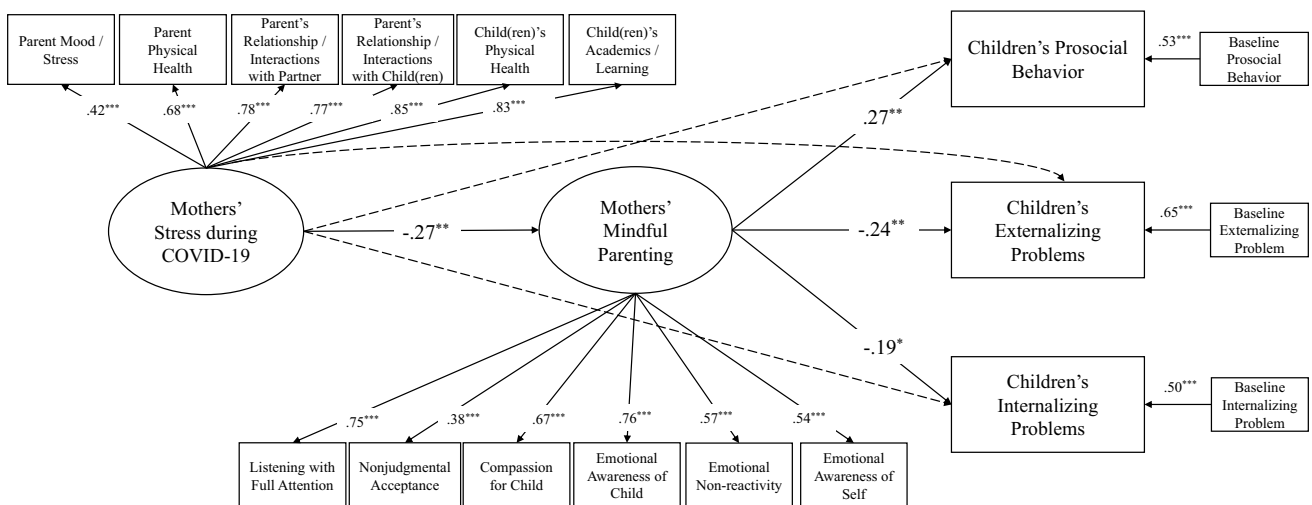 Parent Mood /
Stress
Parent
Physical
Health
Parent's
Relationship /
Interactions
with Partner
Parent's
Relationship /
Interactions
with Child(ren)
Child(ren)'s
Physical
Health
Child(ren)'s
Academics /
Learning
.42***
.68***
.78***
.77***
.85***
.83***
Children's Prosocial
Behavior
.53***
Baseline
Prosocial
Behavior
.27**
Mothers'
Stress during
COVID-19
-.27**
Mothers'
Mindful
Parenting
-.24**
Children's
Externalizing
Problems
.65***
Baseline
Externalizing
Problem
-.19*
Children's
Internalizing
Problems
.50***
Baseline
Internalizing
Problem
.75***
.38***
.67***
.76***
.57***
.54***
Listening with
Full Attention
Nonjudgmental
Acceptance
Compassion
for Child
Emotional
Awareness of
Child
Emotional
Non-reactivity
Emotional
Awareness of
Self